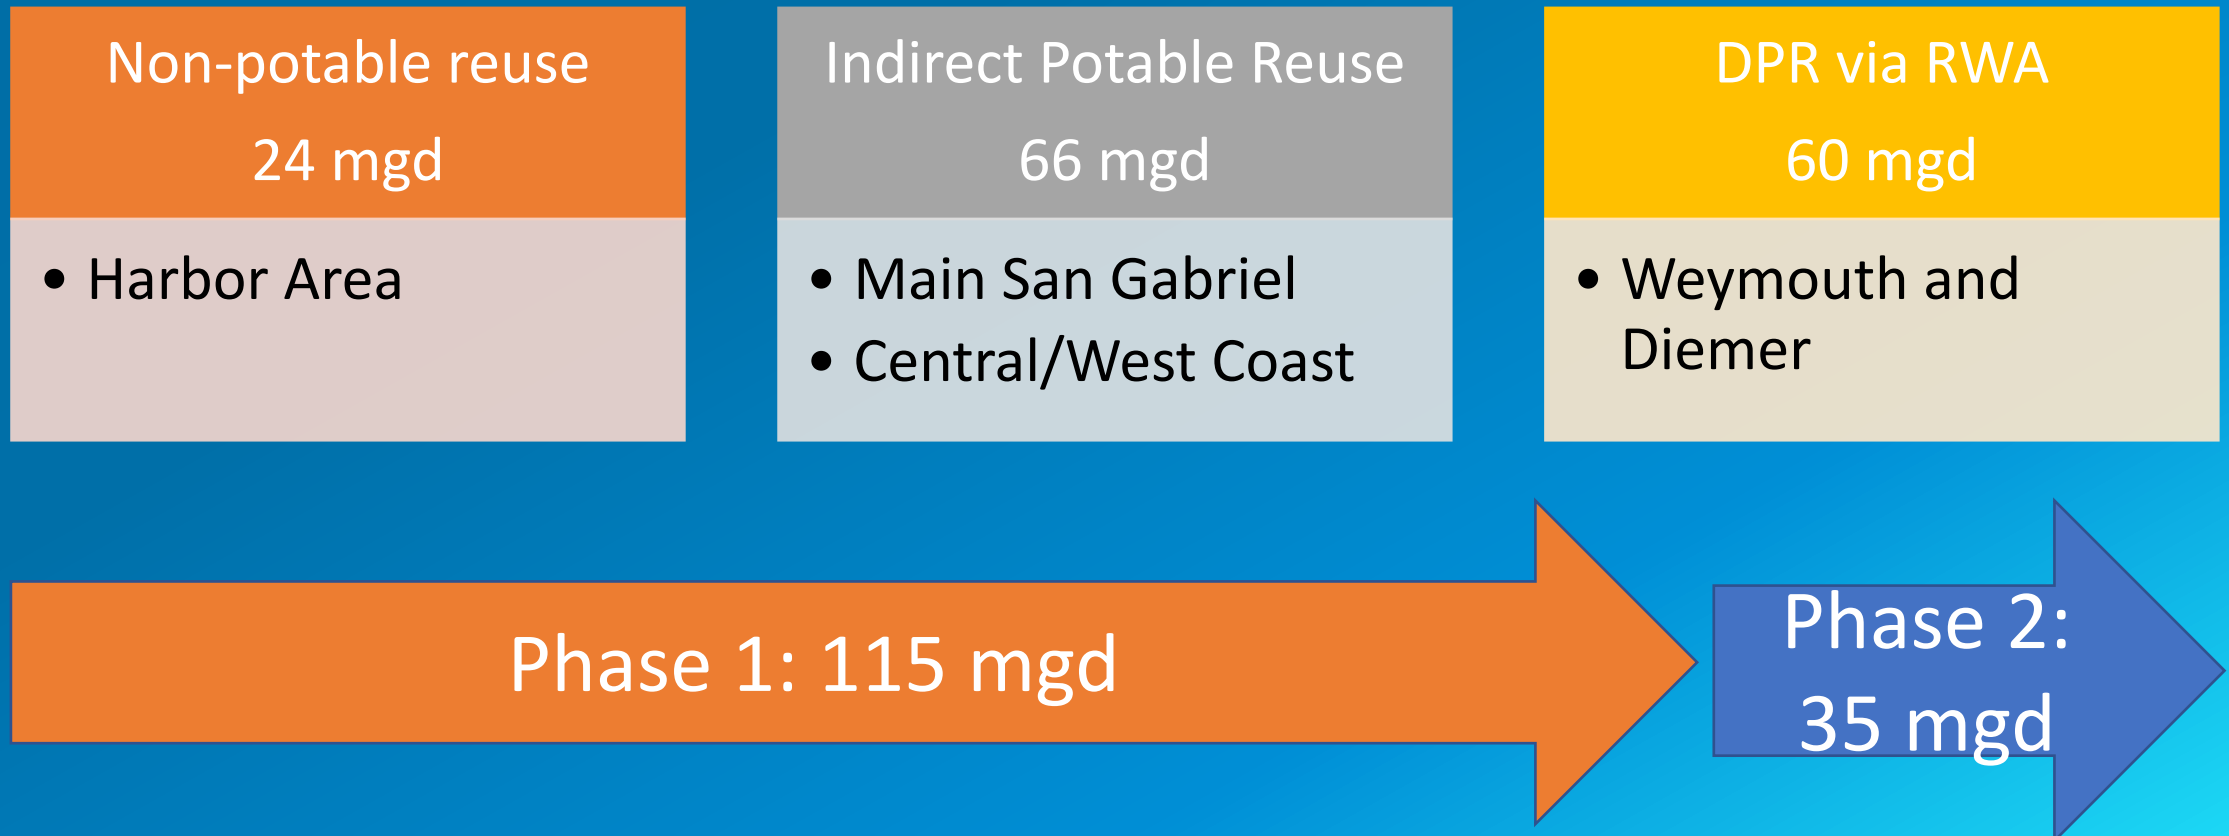 Non-potable reuse
24 mgd
• Harbor Area
Indirect Potable Reuse
66 mgd
• Main San Gabriel
• Central/West Coast
DPR via RWA
60 mgd
• Weymouth and
Diemer
Phase 1: 115 mgd
Phase 2:
35 mgd